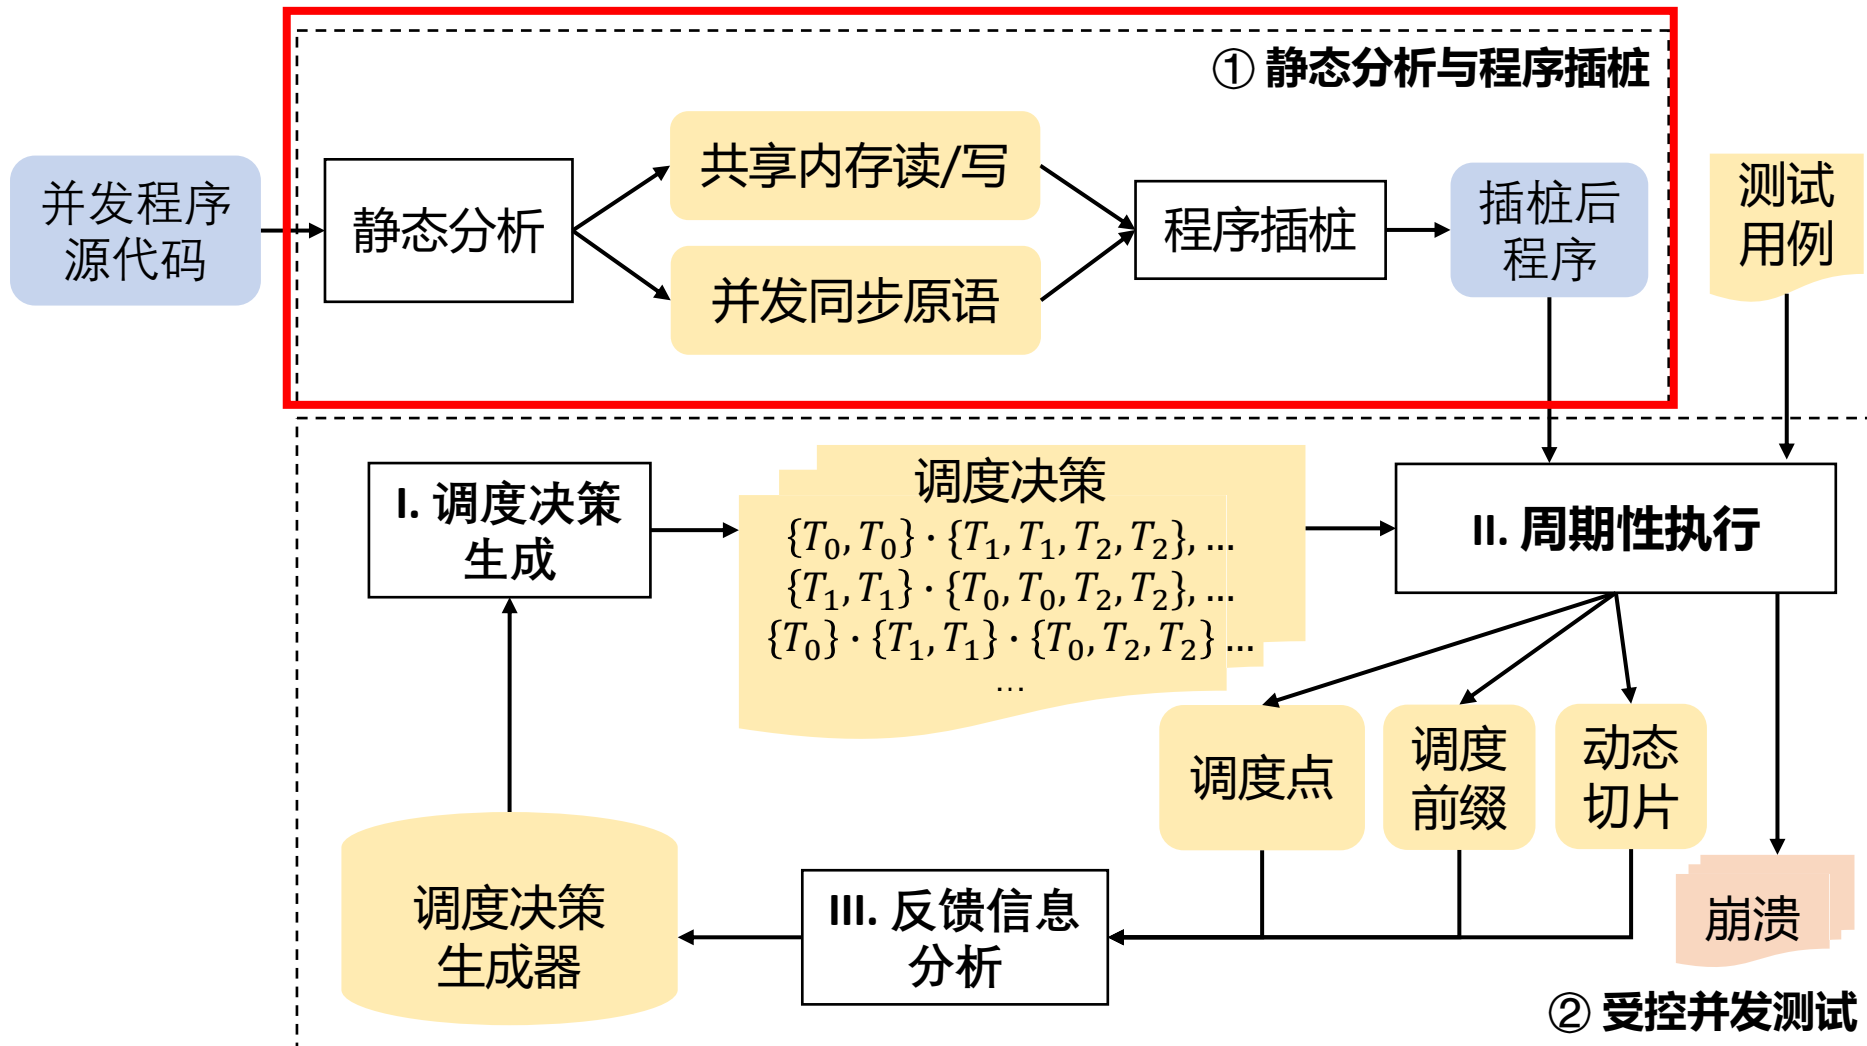 ① 静态分析与程序插桩
并发程序
源代码
静态分析
共享内存读/写
并发同步原语
程序插桩
插桩后
程序
测试
用例
I. 调度决策
生成
调度决策
{T₀, T₀} · {T₁, T₁, T₂, T₂}, ...
{T₁, T₁} · {T₀, T₀, T₂, T₂}, ...
{T₀} · {T₁, T₁} · {T₀, T₂, T₂} ...
...
II. 周期性执行
调度点
调度
前缀
动态
切片
崩溃
III. 反馈信息
分析
调度决策
生成器
② 受控并发测试